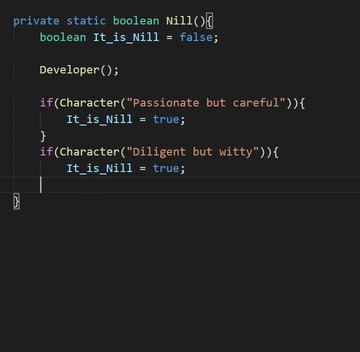 private static boolean Nill(){
boolean It_is_Nill = false;
Developer();
if(Character("Passionate but careful")){
It_is_Nill = true;
}
if(Character("Diligent but witty")){
It_is_Nill = true;
}